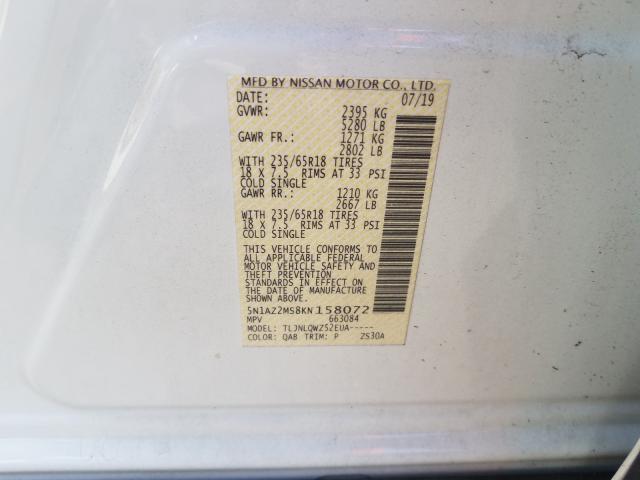 MFD BY NISSAN MOTOR CO., LTD.
DATE: 07/19
GVWR: 2395 KG
5280 LB
GAWR FR.: 1271 KG
2802 LB
WITH 235/65R18 TIRES
18 X 7.5 RIMS AT 33 PSI
COLD SINGLE
GAWR RR.: 1210 KG
2667 LB
WITH 235/65R18 TIRES
18 X 7.5 RIMS AT 33 PSI
COLD SINGLE
THIS VEHICLE CONFORMS TO
ALL APPLICABLE FEDERAL
MOTOR VEHICLE SAFETY AND
THEFT PREVENTION
STANDARDS IN EFFECT ON
THE DATE OF MANUFACTURE
SHOWN ABOVE.
5N1AZ2MS8KN158072
MPV 663084
MODEL: TLJNLQWZS2EUA-----
COLOR: QAB TRIM: P ZS30A